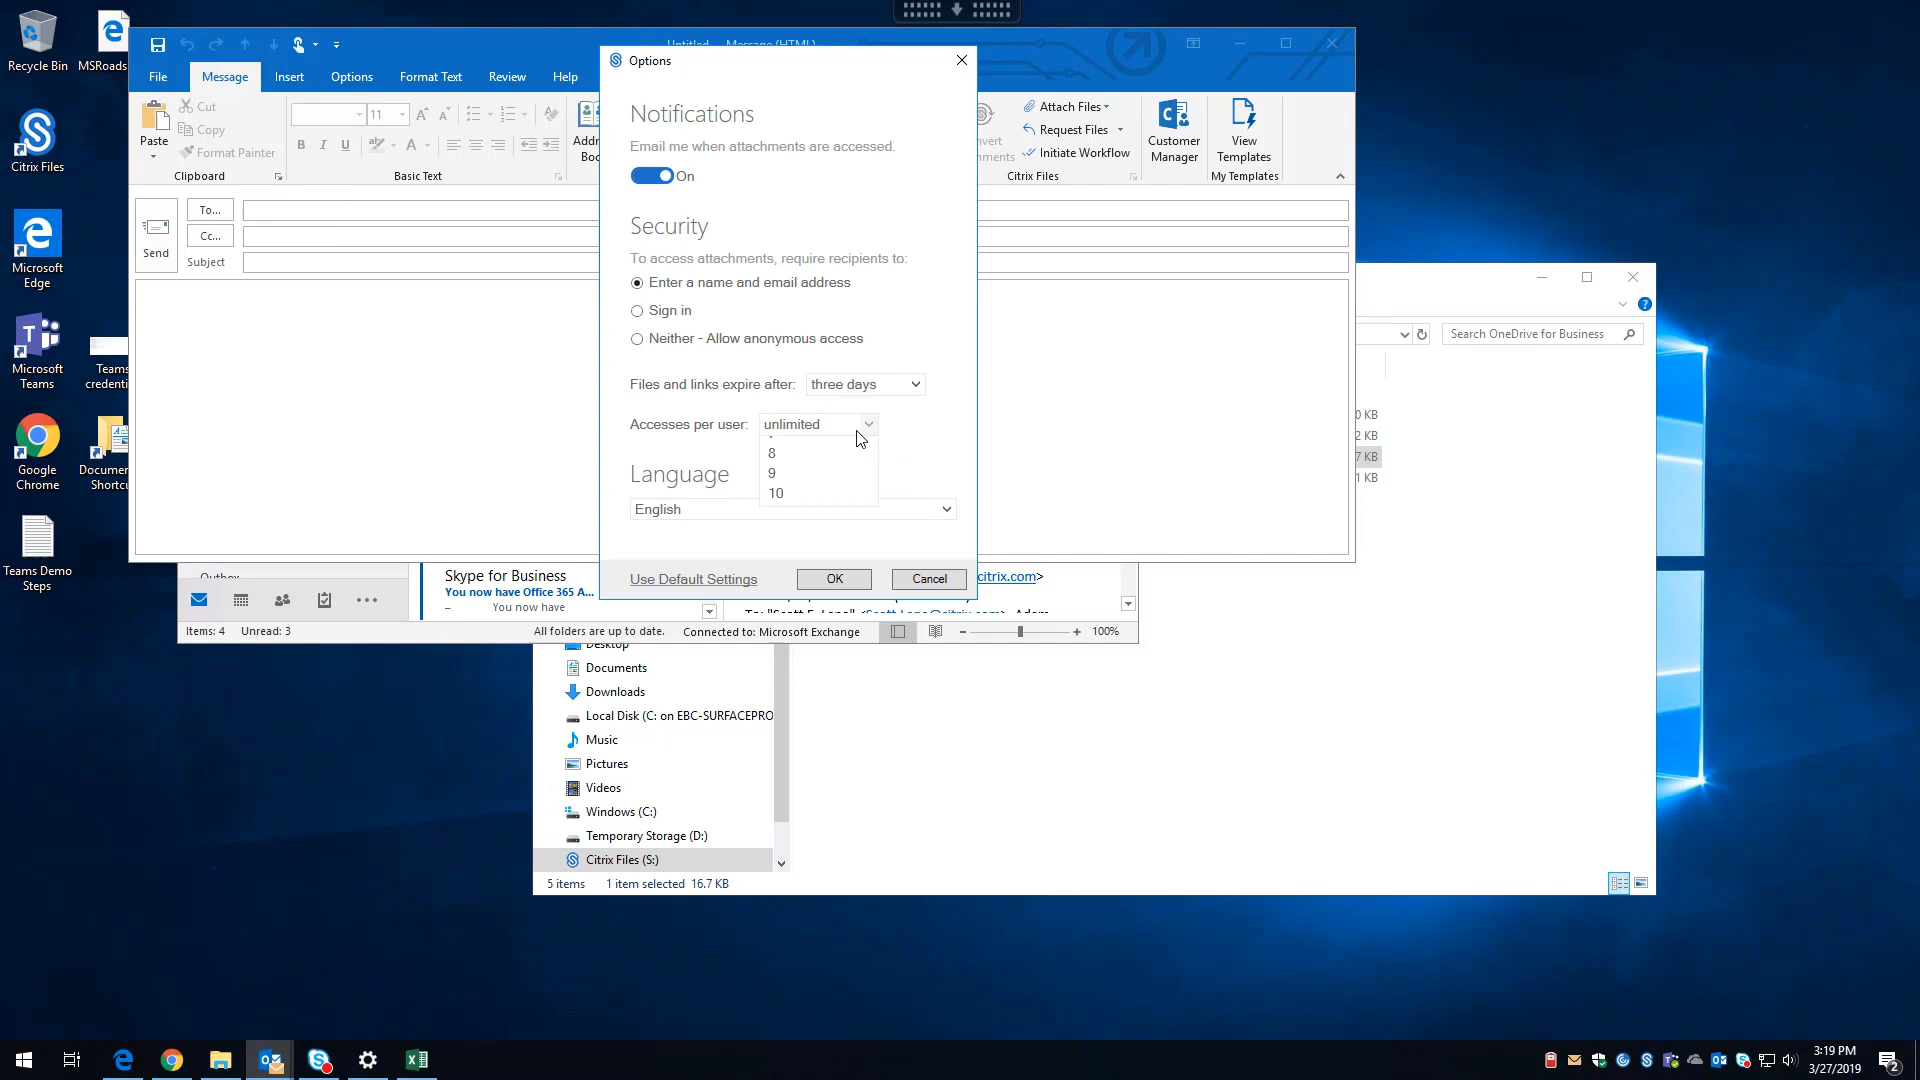 Recycle Bin
MSRoads
Citrix Files
Microsoft
Edge
Microsoft
Teams
Teams
Google
Chrome
Teams Demo
Steps
File
Message
Insert
Options
Format Text
Review
Help
Paste
Cut
Copy
Format Painter
Clipboard
11
Basic Text
Attach Files
Request Files
Initiate Workflow
Citrix Files
Customer
Manager
View
Templates
My Templates
Send
To...
Cc...
Subject
Options
Notifications
Email me when attachments are accessed.
On
Security
To access attachments, require recipients to:
Enter a name and email address
Sign in
Neither - Allow anonymous access
Files and links expire after: three days
Accesses per user: unlimited
8
9
10
Language
English
Use Default Settings
OK
Cancel
Search OneDrive for Business
0 KB
2 KB
7 KB
1 KB
Skype for Business
You now have Office 365 A...
You now have
citrix.com>
Items: 4
Unread: 3
All folders are up to date.
Connected to: Microsoft Exchange
100%
Desktop
Documents
Downloads
Local Disk (C: on EBC-SURFACEPRO
Music
Pictures
Videos
Windows (C:)
Temporary Storage (D:)
Citrix Files (S:)
5 items
1 item selected 16.7 KB
3:19 PM
3/27/2019
2